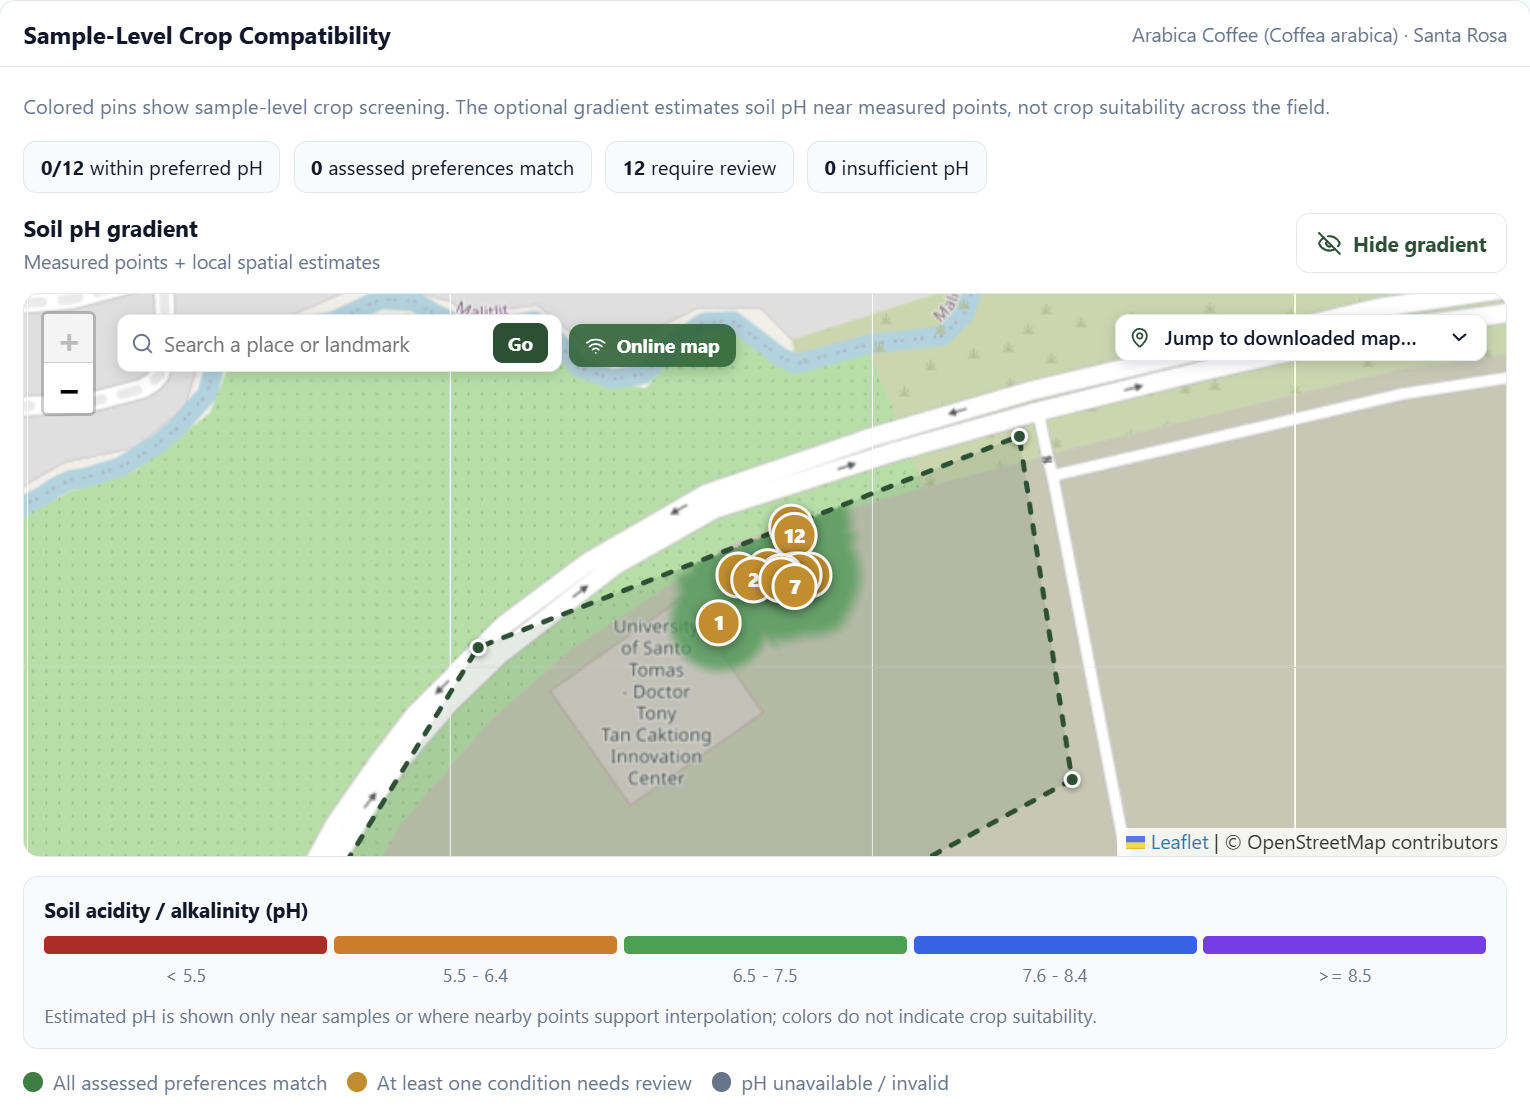 Sample-Level Crop Compatibility
Arabica Coffee (Coffea arabica) · Santa Rosa
Colored pins show sample-level crop screening. The optional gradient estimates soil pH near measured points, not crop suitability across the field.
0/12 within preferred pH
0 assessed preferences match
12 require review
0 insufficient pH
Soil pH gradient
Measured points + local spatial estimates
Hide gradient
+
−
Search a place or landmark
Go
Online map
Jump to downloaded map...
12
2
7
1
University
of Santo
Tomas
- Doctor
Tony
Tan Caktiong
Innovation
Center
Leaflet | © OpenStreetMap contributors
Soil acidity / alkalinity (pH)
< 5.5
5.5 - 6.4
6.5 - 7.5
7.6 - 8.4
>= 8.5
Estimated pH is shown only near samples or where nearby points support interpolation; colors do not indicate crop suitability.
All assessed preferences match
At least one condition needs review
pH unavailable / invalid